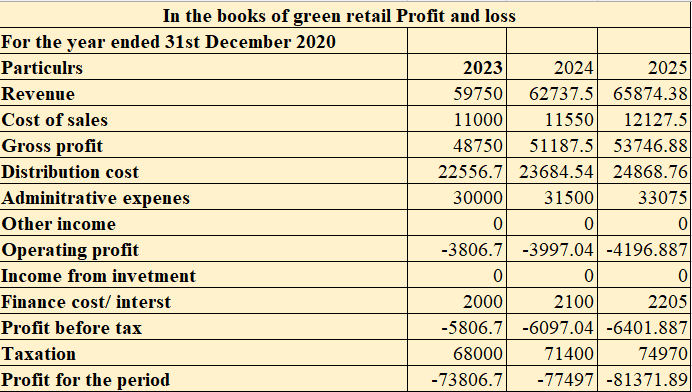 In the books of green retail Profit and loss
For the year ended 31st December 2020
Particulrs 2023 2024 2025
Revenue 59750 62737.5 65874.38
Cost of sales 11000 11550 12127.5
Gross profit 48750 51187.5 53746.88
Distribution cost 22556.7 23684.54 24868.76
Adminitrative expenes 30000 31500 33075
Other income 0 0 0
Operating profit -3806.7 -3997.04 -4196.887
Income from invetment 0 0 0
Finance cost/ interst 2000 2100 2205
Profit before tax -5806.7 -6097.04 -6401.887
Taxation 68000 71400 74970
Profit for the period -73806.7 -77497 -81371.89